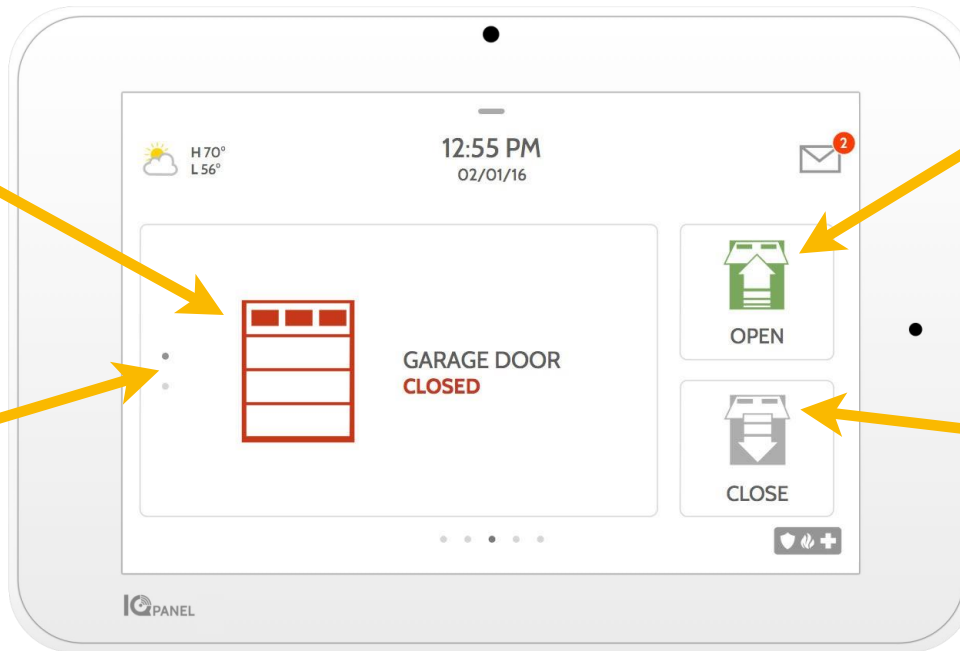 H 70°
L 56°
12:55 PM
02/01/16
2
GARAGE DOOR
CLOSED
OPEN
CLOSE
IQ PANEL